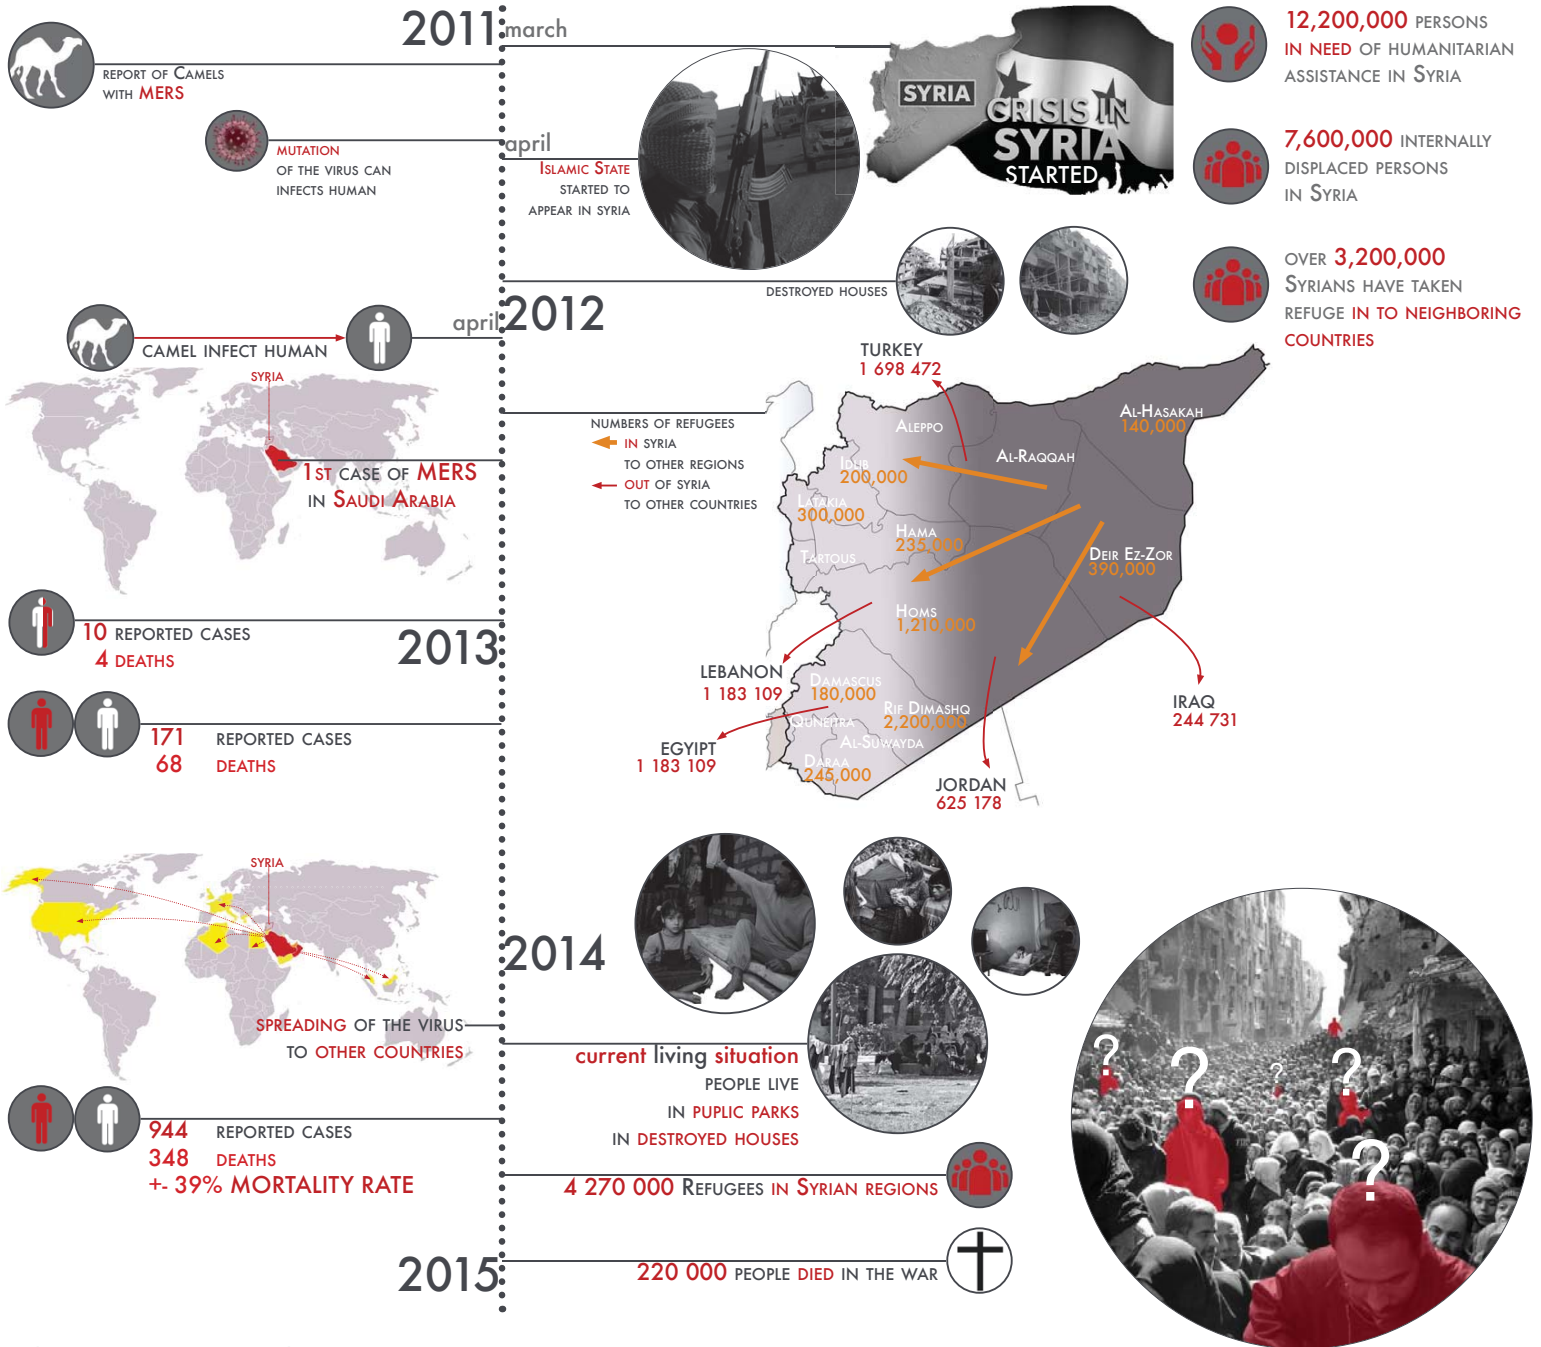 2011
march
REPORT OF CAMELS
WITH MERS
MUTATION
OF THE VIRUS CAN
INFECTS HUMAN
april
ISLAMIC STATE
STARTED TO
APPEAR IN SYRIA
SYRIA
CRISIS IN
SYRIA
STARTED
12,200,000 PERSONS
IN NEED OF HUMANITARIAN
ASSISTANCE IN SYRIA
7,600,000 INTERNALLY
DISPLACED PERSONS
IN SYRIA
OVER 3,200,000
SYRIANS HAVE TAKEN
REFUGE IN TO NEIGHBORING
COUNTRIES
DESTROYED HOUSES
2012
april
CAMEL INFECT HUMAN
SYRIA
1ST CASE OF MERS
IN SAUDI ARABIA
NUMBERS OF REFUGEES
IN SYRIA
TO OTHER REGIONS
OUT OF SYRIA
TO OTHER COUNTRIES
TURKEY
1 698 472
AL-HASAKAH
140,000
ALEPPO
AL-RAQQAH
IDLIB
200,000
LATAKIA
300,000
HAMA
235,000
TARTOUS
DEIR EZ-ZOR
390,000
HOMS
1,210,000
LEBANON
1 183 109
DAMASCUS
180,000
RIF DIMASHQ
2,200,000
QUNEITRA
AL-SUWAYDA
DARAA
245,000
IRAQ
244 731
EGYIPT
1 183 109
JORDAN
625 178
10 REPORTED CASES
4 DEATHS
2013
171 REPORTED CASES
68 DEATHS
SYRIA
2014
SPREADING OF THE VIRUS
TO OTHER COUNTRIES
current living situation
PEOPLE LIVE
IN PUPLIC PARKS
IN DESTROYED HOUSES
944 REPORTED CASES
348 DEATHS
+- 39% MORTALITY RATE
4 270 000 REFUGEES IN SYRIAN REGIONS
2015
220 000 PEOPLE DIED IN THE WAR
? ? ? ? ?